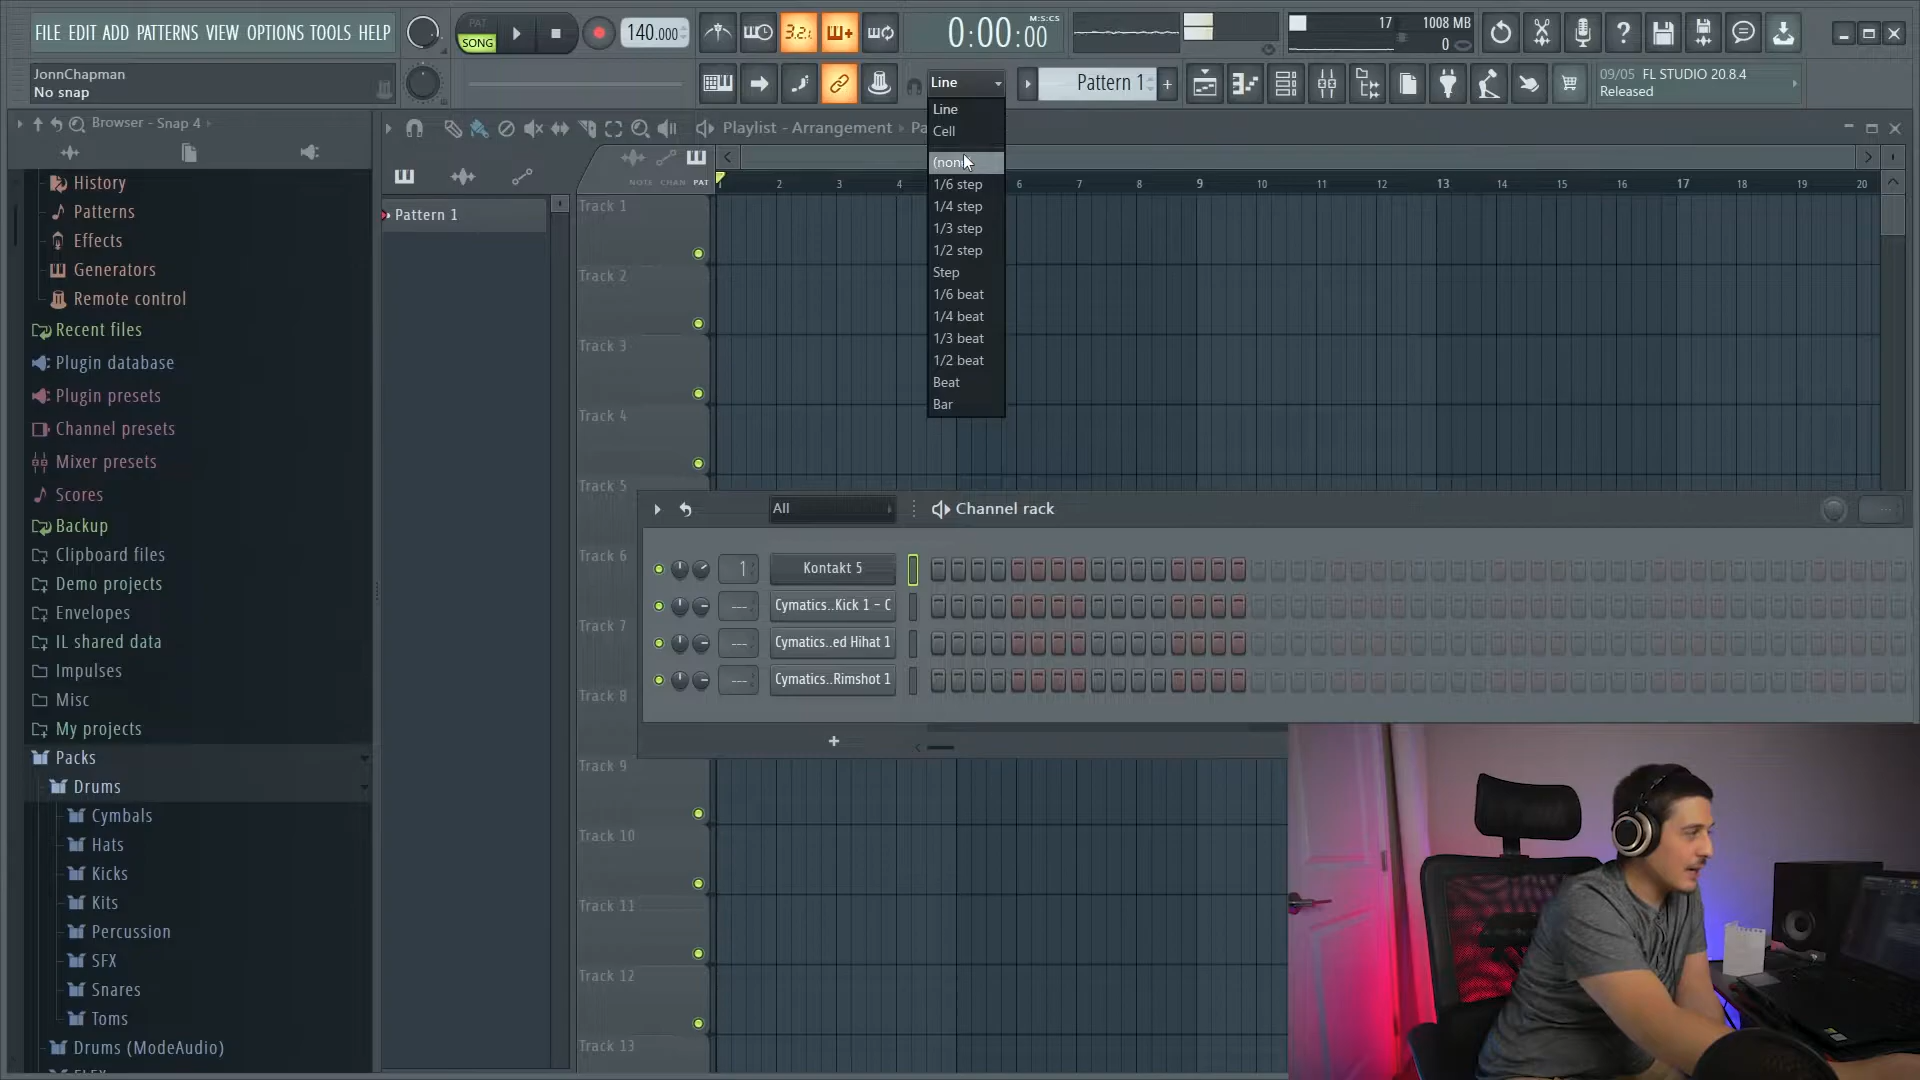 FILE EDIT ADD PATTERNS VIEW OPTIONS TOOLS HELP
PAT
SONG
140.000
3.2.1
0:00:00
M:S:CS
17
1008 MB
0
JonnChapman
No snap
Line
Pattern 1
+
09/05 FL STUDIO 20.8.4
Released
Browser - Snap 4
Playlist - Arrangement
Line
Cell
1/6 step
1/4 step
1/3 step
1/2 step
Step
1/6 beat
1/4 beat
1/3 beat
1/2 beat
Beat
Bar
NOTE CHAN PAT
2 3 4 6 7 8 9 10 11 12 13 14 15 16 17 18 19 20
Pattern 1
History
Patterns
Effects
Generators
Remote control
Recent files
Plugin database
Plugin presets
Channel presets
Mixer presets
Scores
Backup
Clipboard files
Demo projects
Envelopes
IL shared data
Impulses
Misc
My projects
Packs
Drums
Cymbals
Hats
Kicks
Kits
Percussion
SFX
Snares
Toms
Drums (ModeAudio)
Track 1
Track 2
Track 3
Track 4
Track 5
Track 6
Track 7
Track 8
Track 9
Track 10
Track 11
Track 12
Track 13
All
Channel rack
1
Kontakt 5
---
Cymatics..Kick 1 – C
---
Cymatics..ed Hihat 1
---
Cymatics..Rimshot 1
+